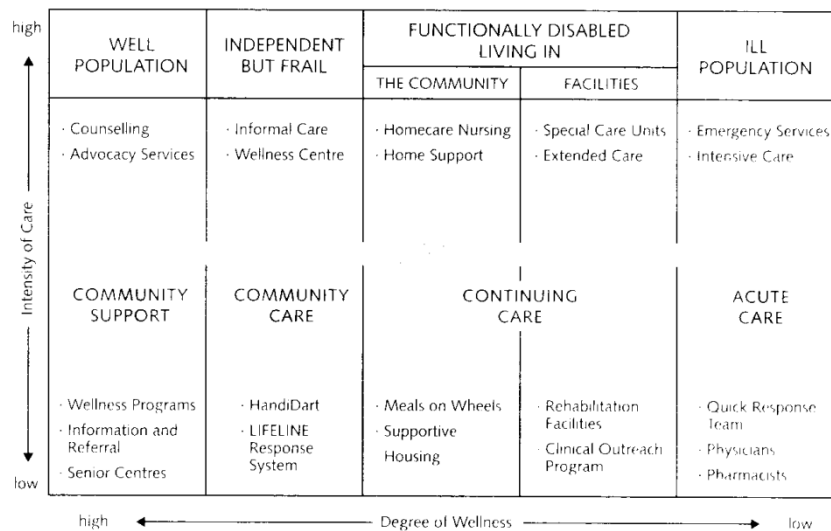 high
WELL
POPULATION
INDEPENDENT
BUT FRAIL
FUNCTIONALLY DISABLED
LIVING IN
THE COMMUNITY
FACILITIES
ILL
POPULATION
· Counselling
· Advocacy Services
· Informal Care
· Wellness Centre
· Homecare Nursing
· Home Support
· Special Care Units
· Extended Care
· Emergency Services
· Intensive Care
Intensity of Care
COMMUNITY
SUPPORT
COMMUNITY
CARE
CONTINUING
CARE
ACUTE
CARE
· Wellness Programs
· Information and
Referral
· Senior Centres
· HandiDart
· LIFELINE
Response
System
· Meals on Wheels
· Supportive
Housing
· Rehabilitation
Facilities
· Clinical Outreach
Program
· Quick Response
Team
· Physicians
· Pharmacists
low
high
Degree of Wellness
low